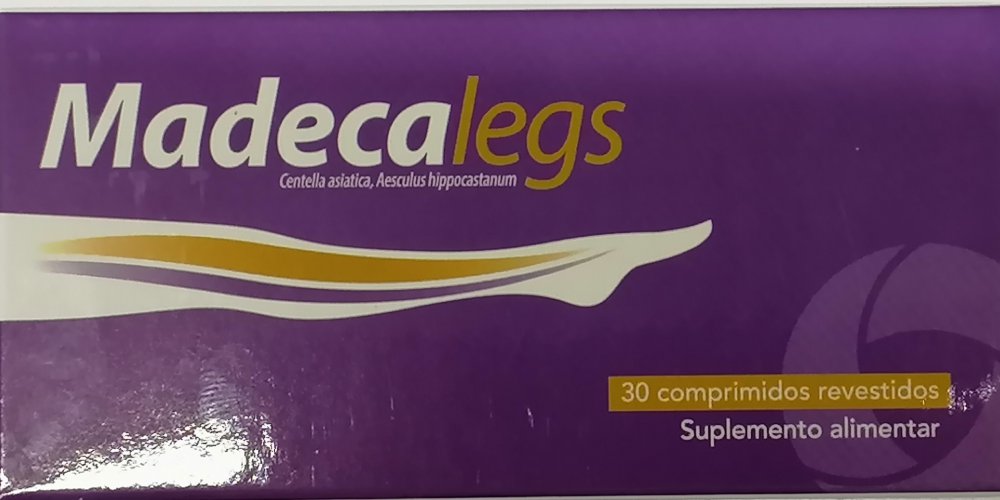 Madecalegs
Centella asiatica, Aesculus hippocastanum
30 comprimidos revestidos
Suplemento alimentar